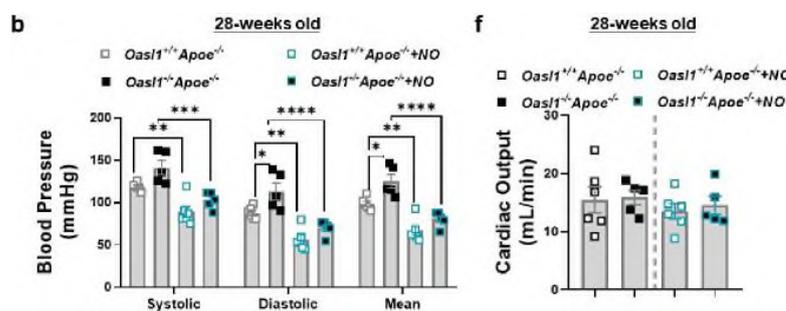 b
28-weeks old
Oasl1+/+Apoe-/-
Oasl1-/-Apoe-/-
Oasl1+/+Apoe-/-+NO
Oasl1-/-Apoe-/-+NO
Blood Pressure
(mmHg)
200
150
100
50
0
**
***
*
**
****
*
**
****
Systolic
Diastolic
Mean
f
28-weeks old
Oasl1+/+Apoe-/-
Oasl1-/-Apoe-/-
Oasl1+/+Apoe-/-+NO
Oasl1-/-Apoe-/-+NO
Cardiac Output
(mL/min)
30
20
10
0